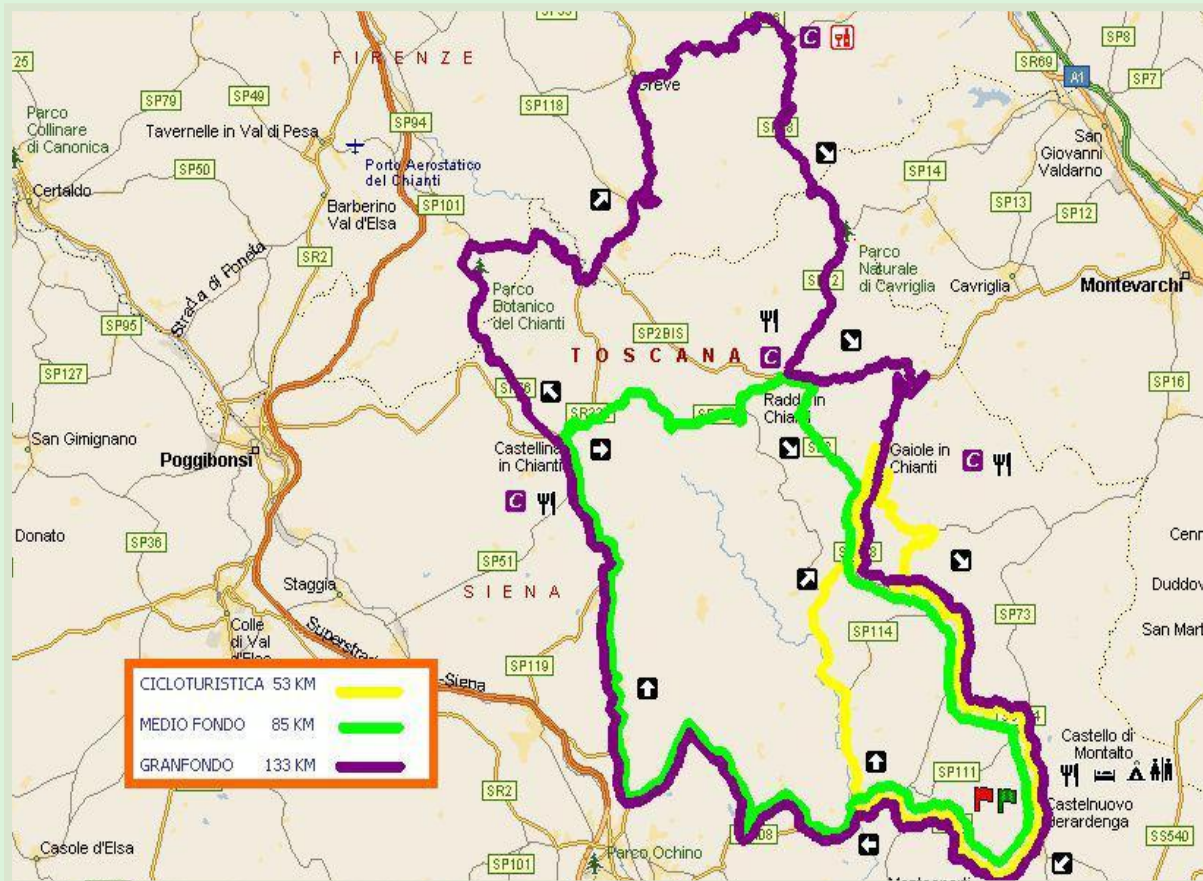 FIRENZE
25
SP79
SP49
SP94
SP118
Greve
C
SP8
SR69
A1
SP7
Parco
Collinare
di Canonica
Tavernelle in Val di Pesa
Porto Aerostatico
del Chianti
San
Giovanni
Valdarno
SP50
SP14
Certaldo
Barberino
Val d'Elsa
SP101
SP13
SP12
SR2
Parco
Naturale
di Cavriglia
Cavriglia
Montevarchi
Strada di Poneta
Parco
Botanico
del Chianti
SP95
SP2BIS
TOSCANA
C
SP127
SP16
Radda in
Chianti
San Gimignano
Poggibonsi
Castellina
in Chianti
C
Gaiole in
Chianti
C
Donato
SP36
SP51
Staggia
SIENA
Colle
di Val
d'Elsa
SP73
SP114
San Mart
Superstrad
-Siena
SP119
CICLOTURISTICA 53 KM
MEDIO FONDO 85 KM
GRANFONDO 133 KM
Castello di
Montalto
SP111
SR2
Castelnuovo
Berardenga
SS540
Casole d'Elsa
SP101
Parco Ochino